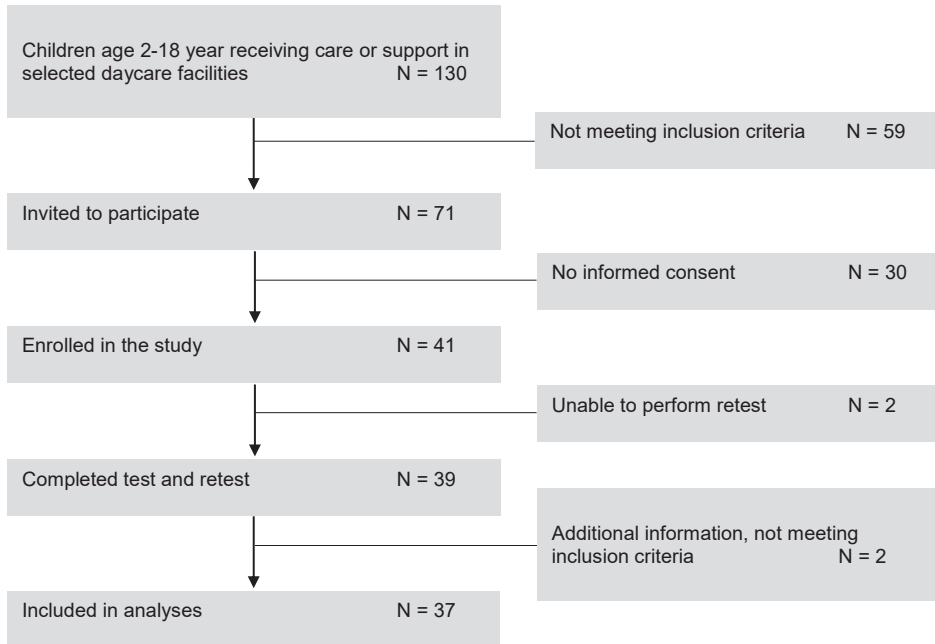 Children age 2-18 year receiving care or support in
selected daycare facilities N = 130
Not meeting inclusion criteria N = 59
Invited to participate N = 71
No informed consent N = 30
Enrolled in the study N = 41
Unable to perform retest N = 2
Completed test and retest N = 39
Additional information, not meeting
inclusion criteria N = 2
Included in analyses N = 37